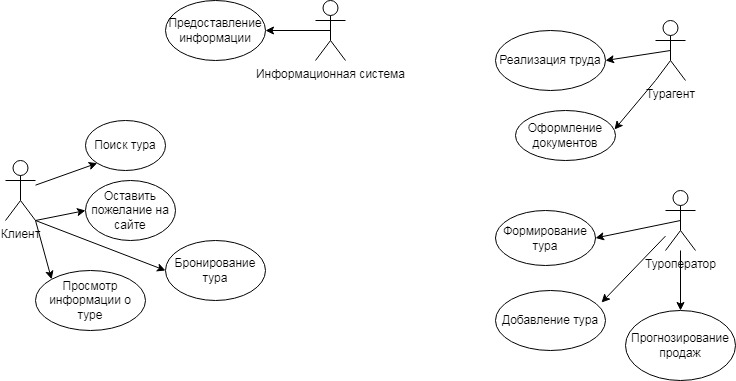 Предоставление
информации
Информационная система
Реализация труда
Турагент
Оформление
документов
Поиск тура
Оставить
пожелание на
сайте
Клиент
Бронирование
тура
Просмотр
информации о
туре
Формирование
тура
Туроператор
Добавление тура
Прогнозирование
продаж